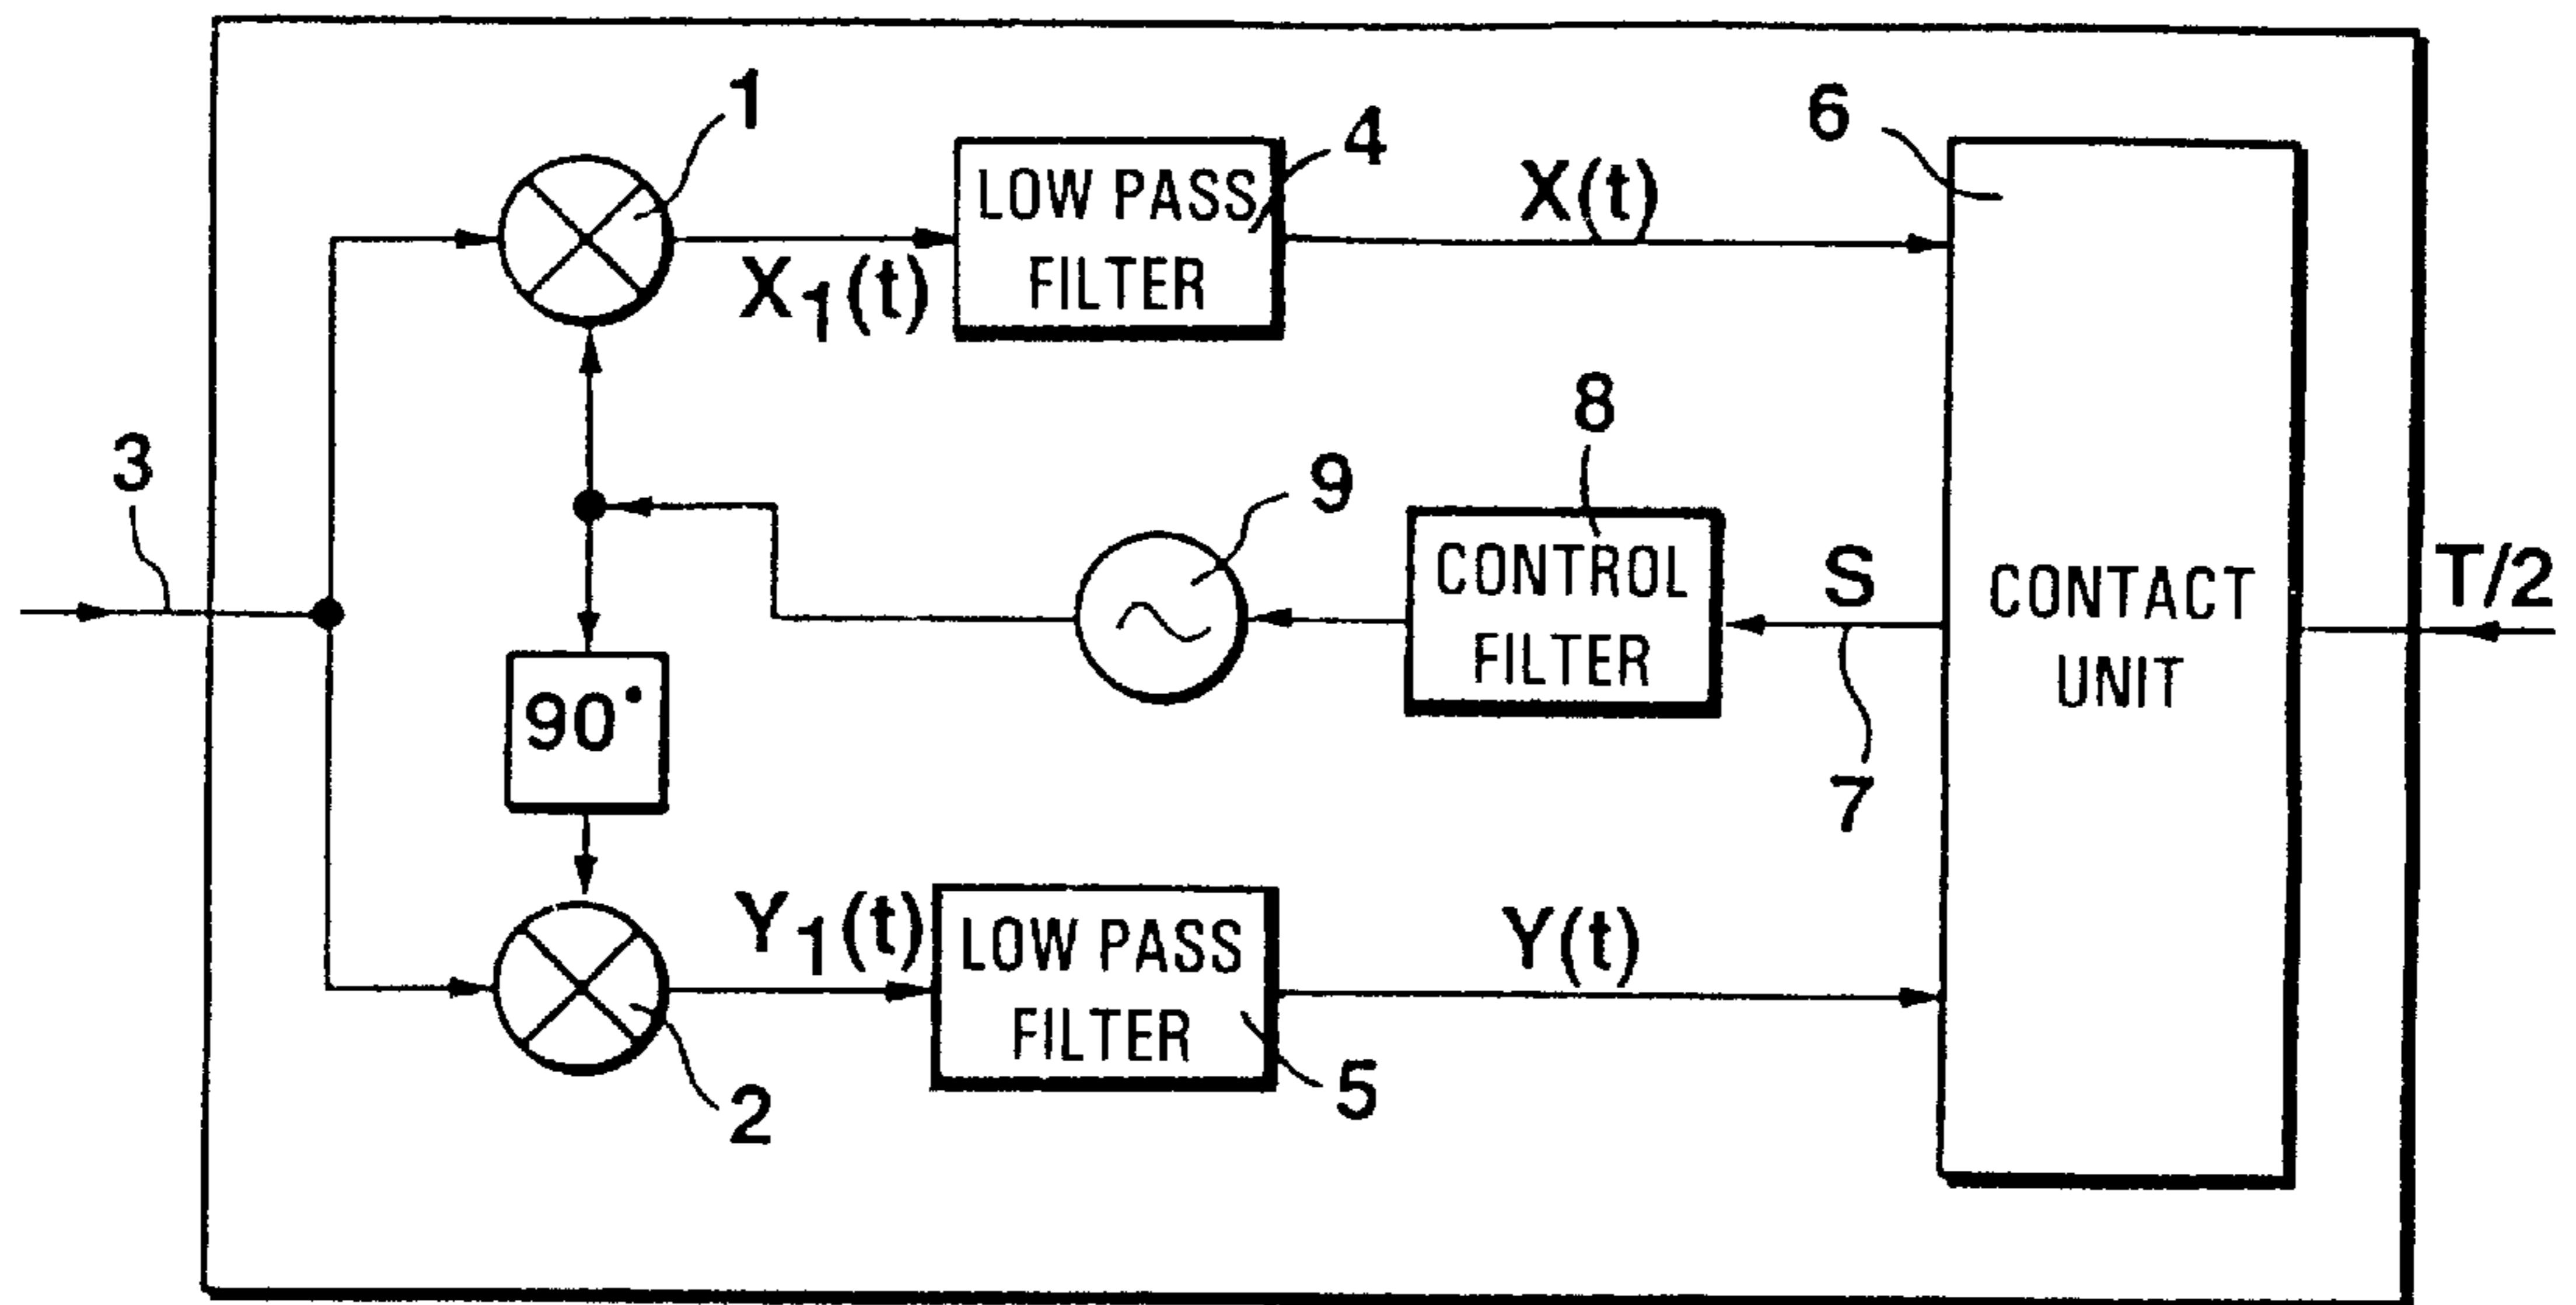 1
LOW PASS
FILTER
4
X(t)
6
X1(t)
3
8
9
CONTROL
FILTER
S
7
CONTACT
UNIT
T/2
90°
Y1(t)
LOW PASS
FILTER
Y(t)
2
5